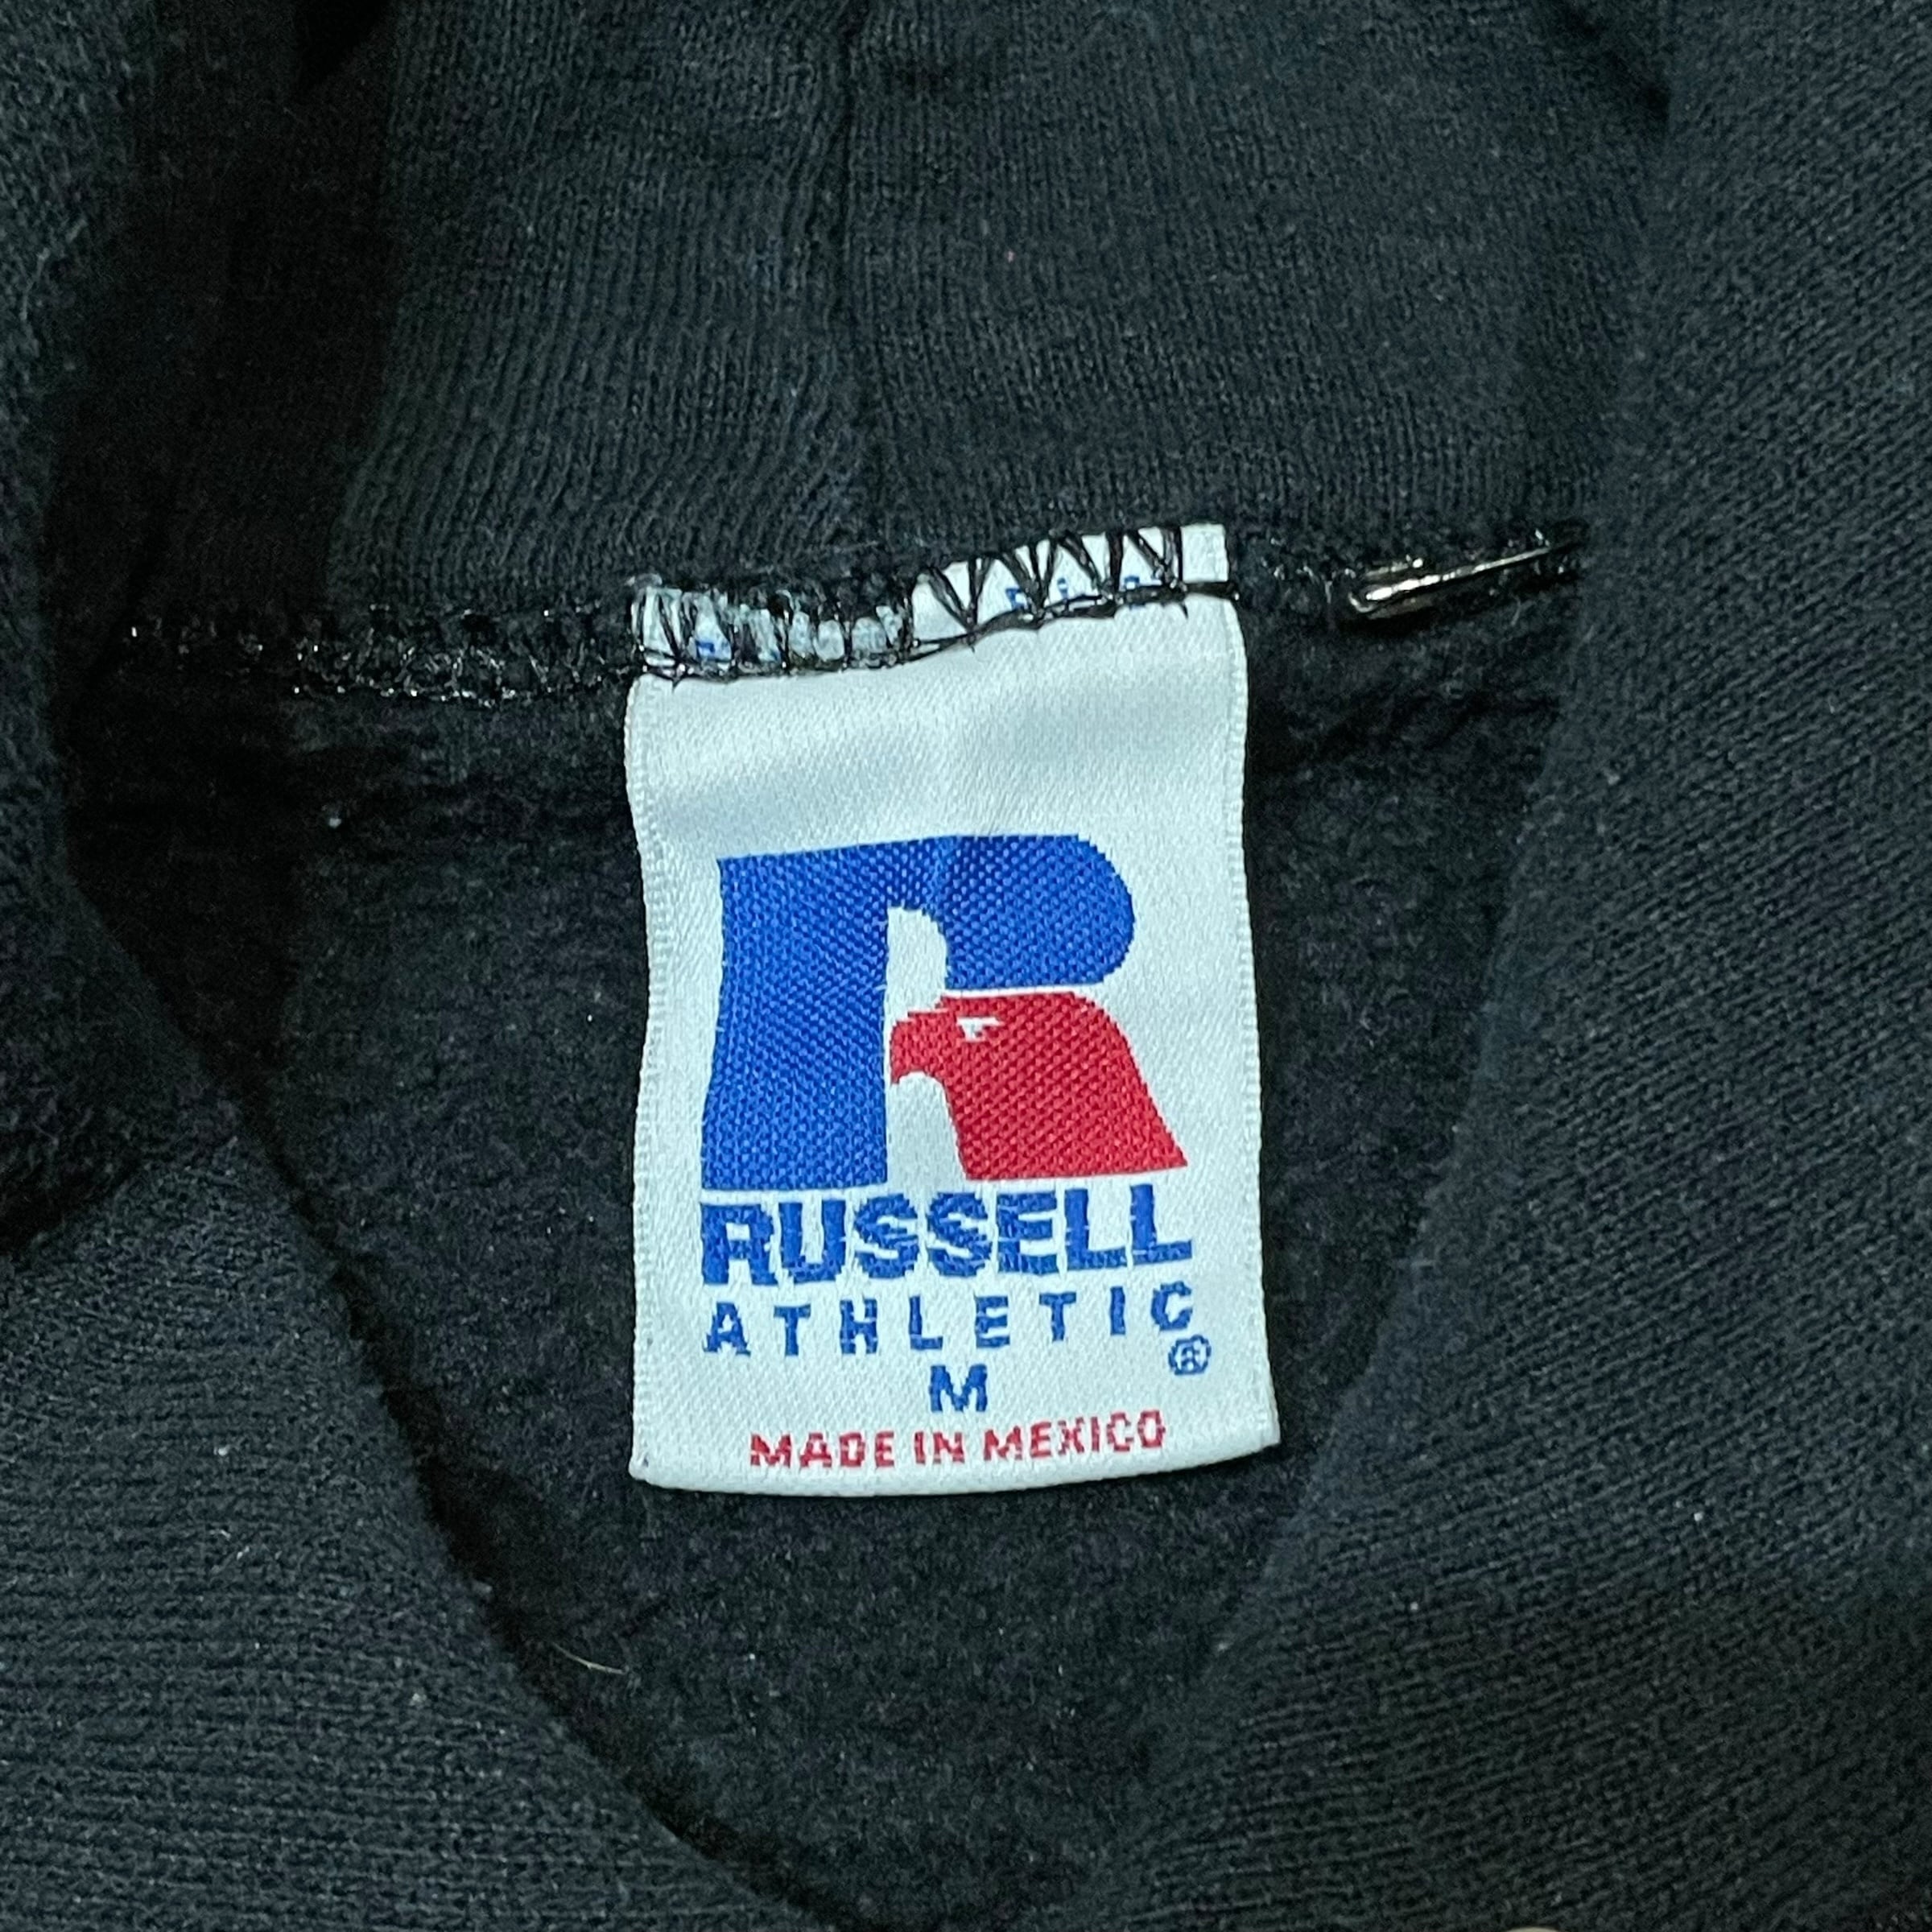 RUSSELL
ATHLETIC
®
M
MADE IN MEXICO